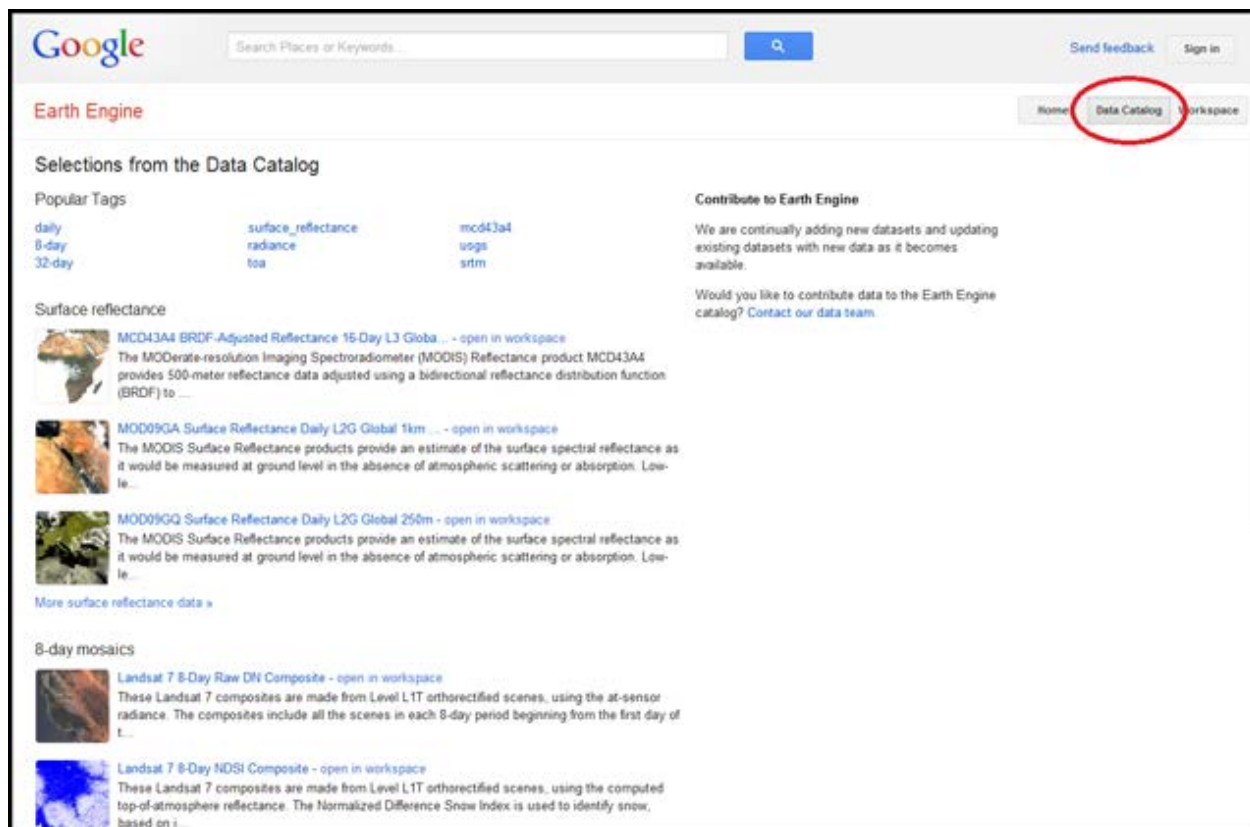 Google
Search Places or Keywords...
Send feedback
Sign in
Earth Engine
Home
Data Catalog
Workspace
Selections from the Data Catalog
Popular Tags
daily
surface_reflectance
mcd43a4
8-day
radiance
usgs
32-day
toa
srtm
Contribute to Earth Engine
We are continually adding new datasets and updating
existing datasets with new data as it becomes
available.
Would you like to contribute data to the Earth Engine
catalog? Contact our data team.
Surface reflectance
MCD43A4 BRDF-Adjusted Reflectance 16-Day L3 Globa... - open in workspace
The MODerate-resolution Imaging Spectroradiometer (MODIS) Reflectance product MCD43A4
provides 500-meter reflectance data adjusted using a bidirectional reflectance distribution function
(BRDF) to ...
MOD09GA Surface Reflectance Daily L2G Global 1km ... - open in workspace
The MODIS Surface Reflectance products provide an estimate of the surface spectral reflectance as
it would be measured at ground level in the absence of atmospheric scattering or absorption. Low-
le...
MOD09GQ Surface Reflectance Daily L2G Global 250m - open in workspace
The MODIS Surface Reflectance products provide an estimate of the surface spectral reflectance as
it would be measured at ground level in the absence of atmospheric scattering or absorption. Low-
le...
More surface reflectance data »
8-day mosaics
Landsat 7 8-Day Raw DN Composite - open in workspace
These Landsat 7 composites are made from Level L1T orthorectified scenes, using the at-sensor
radiance. The composites include all the scenes in each 8-day period beginning from the first day of
t...
Landsat 7 8-Day NDSI Composite - open in workspace
These Landsat 7 composites are made from Level L1T orthorectified scenes, using the computed
top-of-atmosphere reflectance. The Normalized Difference Snow Index is used to identify snow,
based on i...